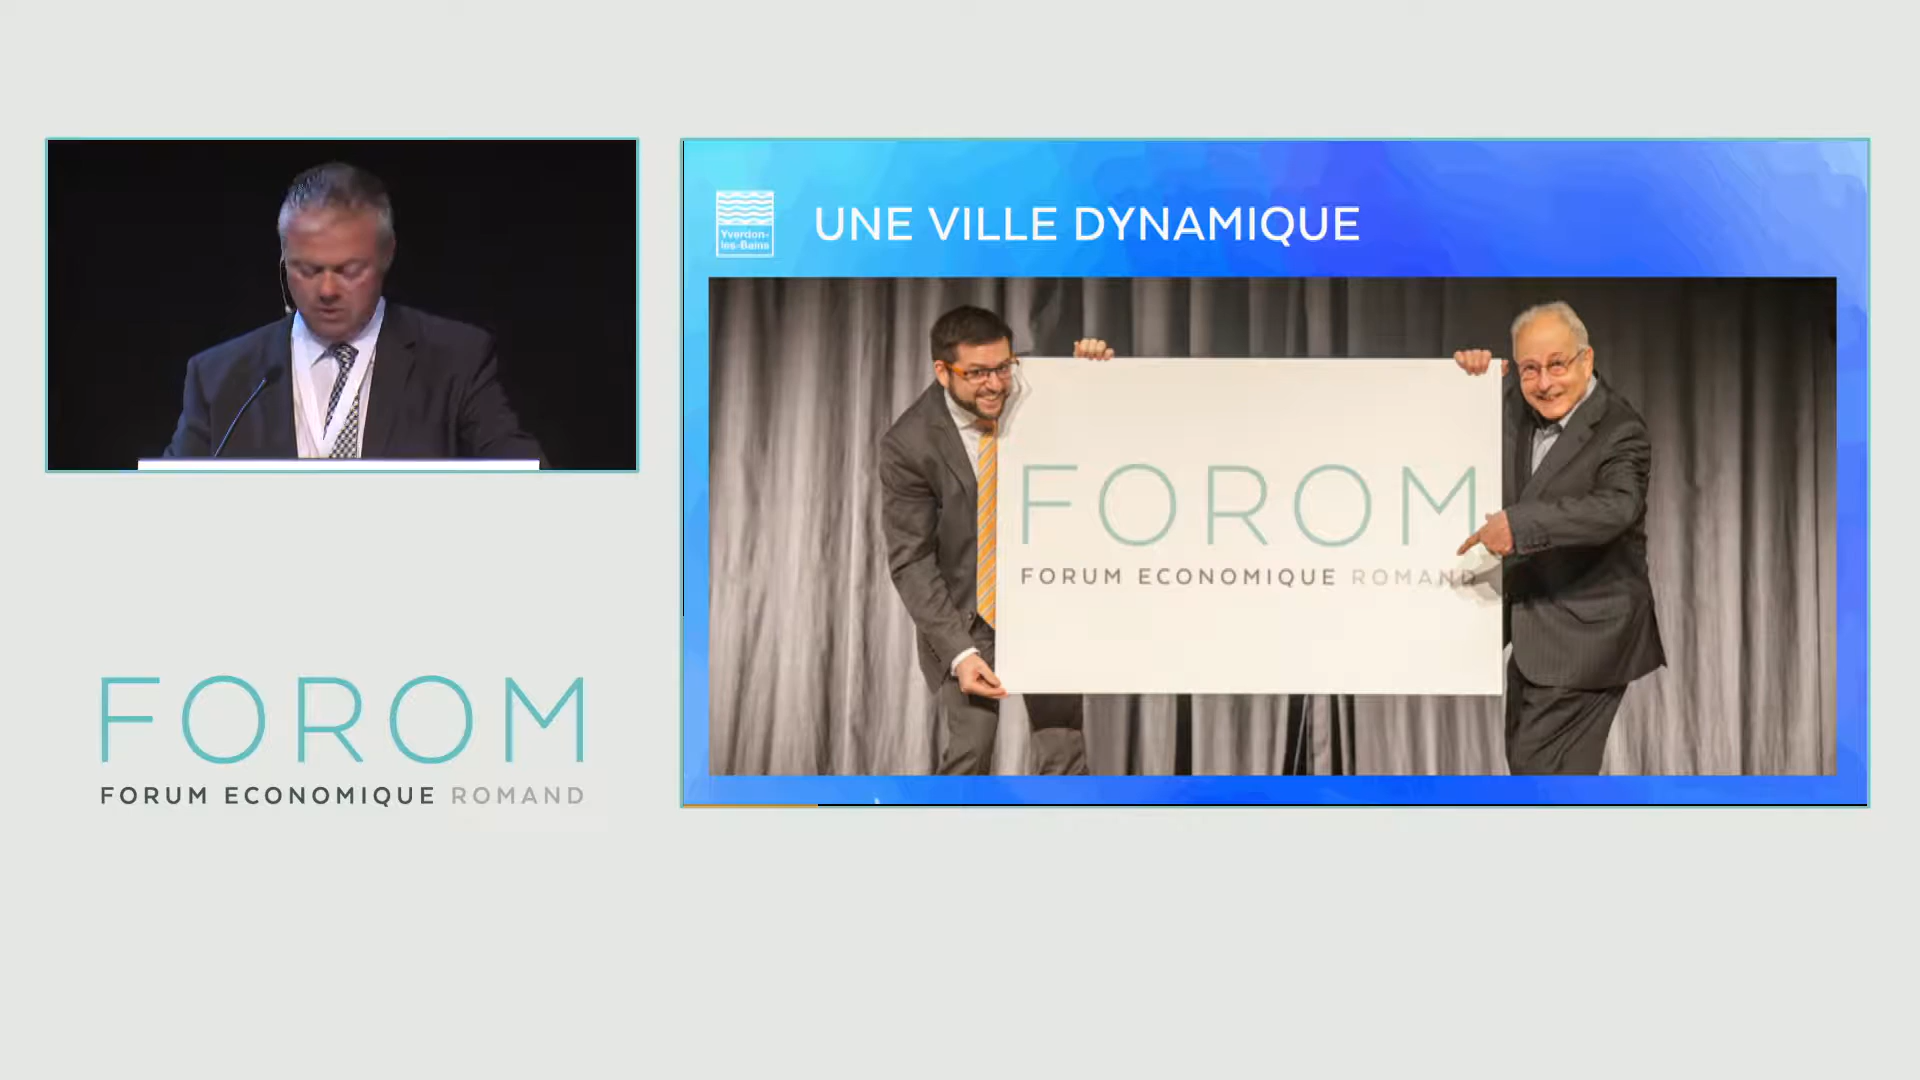 Yverdon-
les-Bains
UNE VILLE DYNAMIQUE
FOROM
FORUM ECONOMIQUE ROMAND
FOROM
FORUM ECONOMIQUE ROMAND